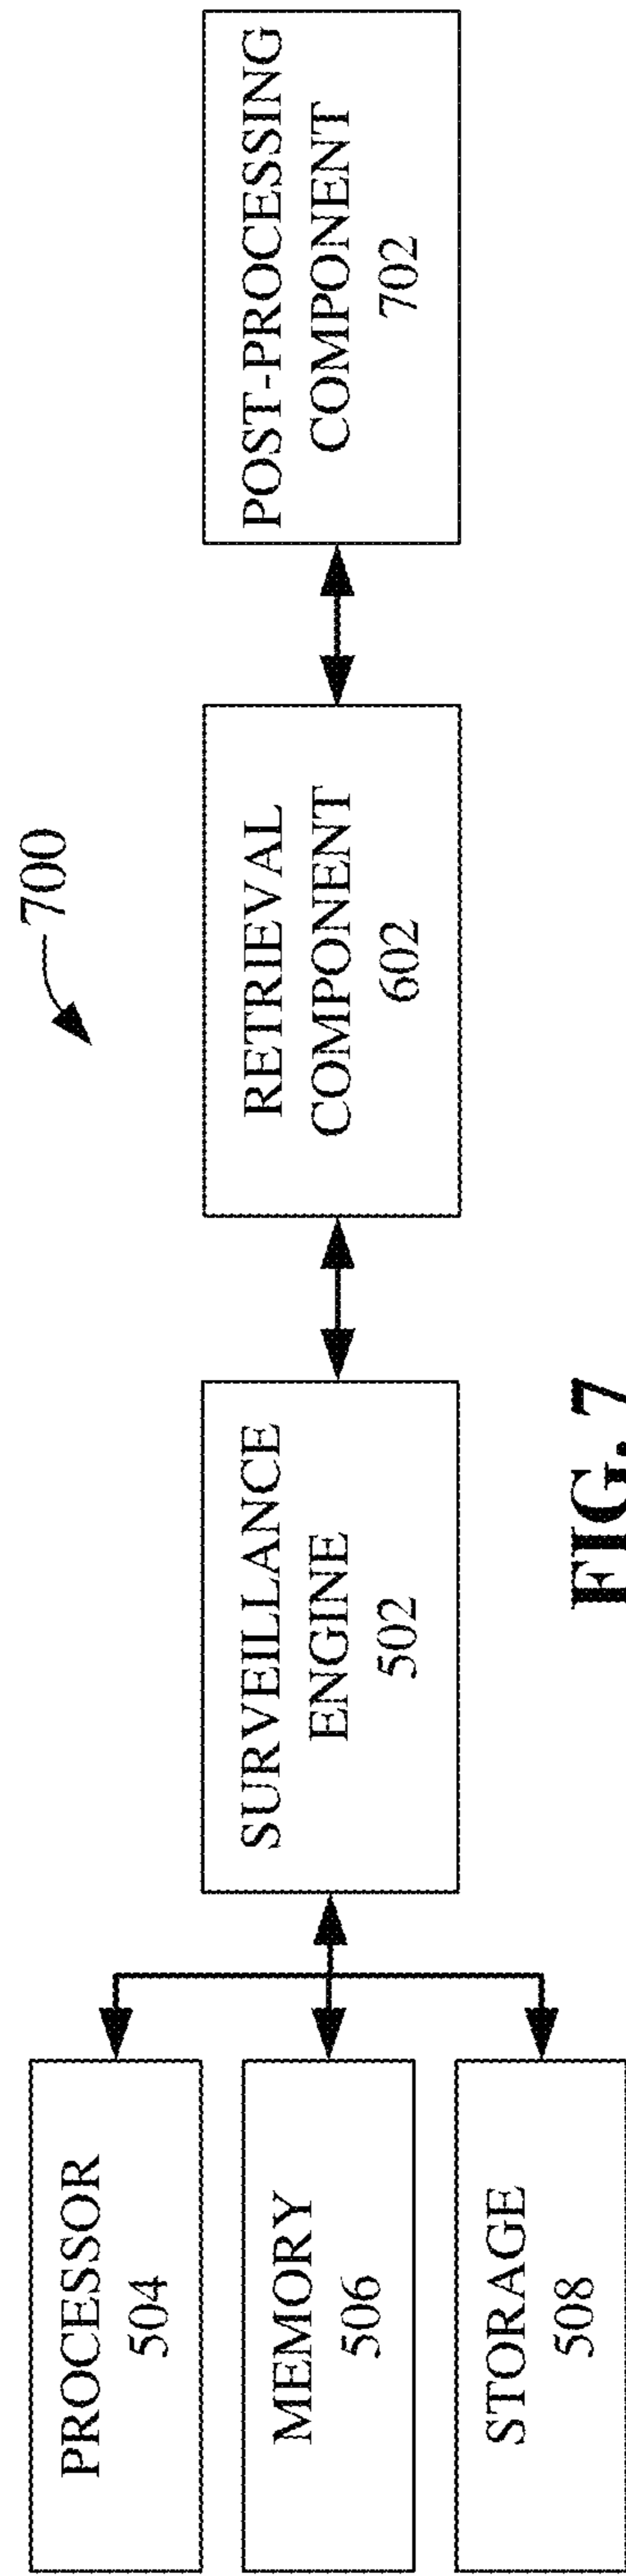 700
PROCESSOR
504
MEMORY
506
STORAGE
508
SURVEILLANCE
ENGINE
502
RETRIEVAL
COMPONENT
602
POST-PROCESSING
COMPONENT
702
FIG. 7